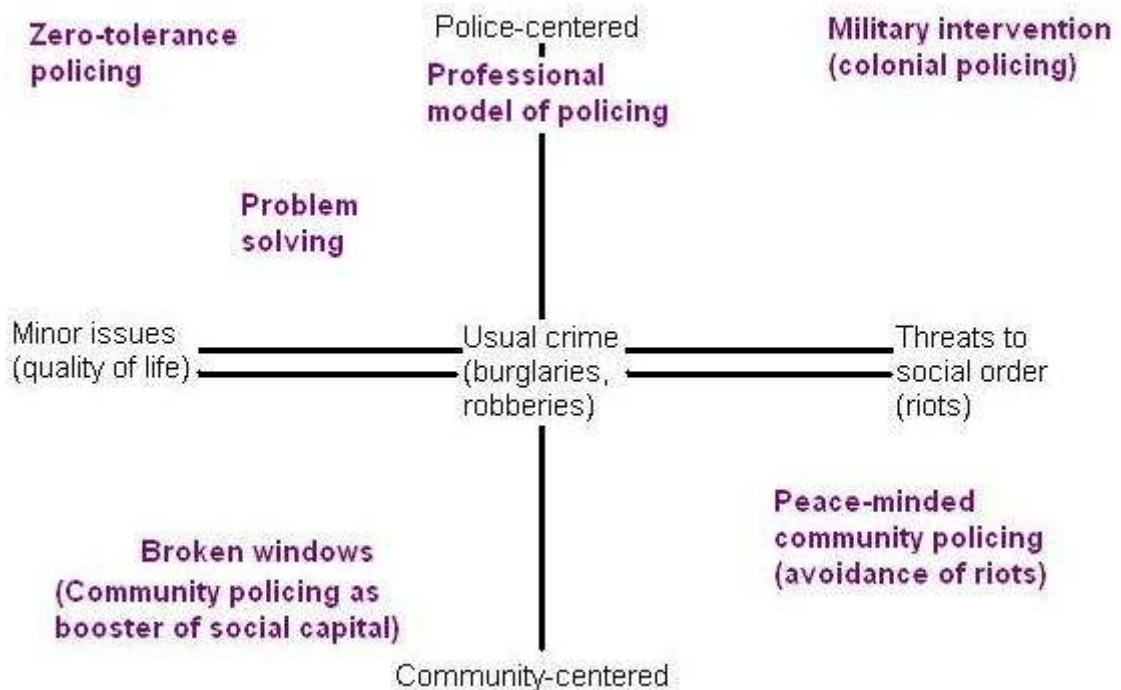 Zero-tolerance
policing
Police-centered
Professional
model of policing
Military intervention
(colonial policing)
Problem
solving
Minor issues
(quality of life)
Usual crime
(burglaries,
robberies)
Threats to
social order
(riots)
Broken windows
(Community policing as
booster of social capital)
Peace-minded
community policing
(avoidance of riots)
Community-centered